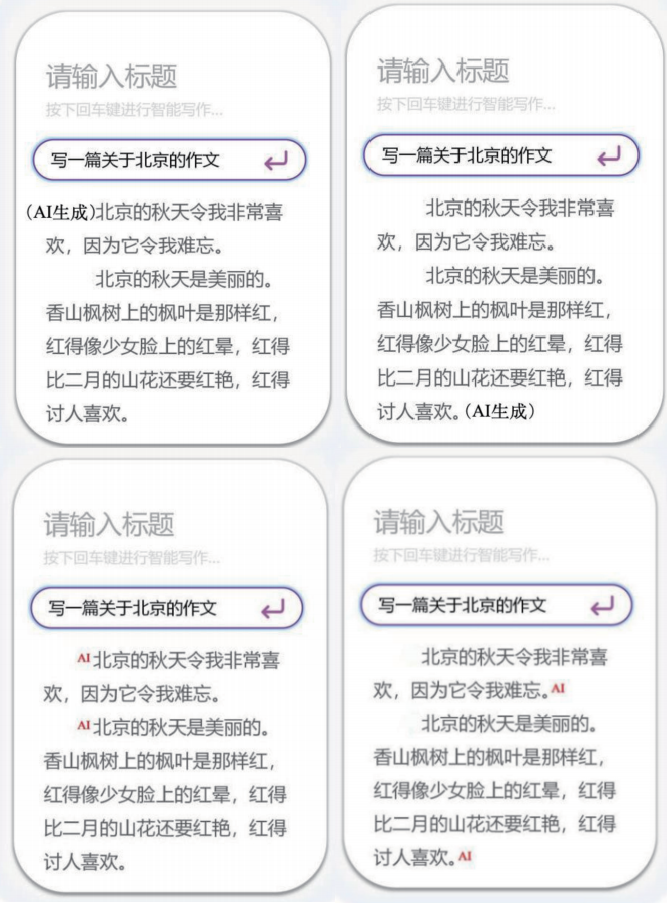 请输入标题
按下回车键进行智能写作...
写一篇关于北京的作文
(AI生成)北京的秋天令我非常喜
欢，因为它令我难忘。
北京的秋天是美丽的。
香山枫树上的枫叶是那样红，
红得像少女脸上的红晕，红得
比二月的山花还要红艳，红得
讨人喜欢。
请输入标题
按下回车键进行智能写作...
写一篇关于北京的作文
北京的秋天令我非常喜
欢，因为它令我难忘。
北京的秋天是美丽的。
香山枫树上的枫叶是那样红，
红得像少女脸上的红晕，红得
比二月的山花还要红艳，红得
讨人喜欢。(AI生成)
请输入标题
按下回车键进行智能写作...
写一篇关于北京的作文
AI北京的秋天令我非常喜
欢，因为它令我难忘。
AI北京的秋天是美丽的。
香山枫树上的枫叶是那样红，
红得像少女脸上的红晕，红得
比二月的山花还要红艳，红得
讨人喜欢。
请输入标题
按下回车键进行智能写作...
写一篇关于北京的作文
北京的秋天令我非常喜
欢，因为它令我难忘。AI
北京的秋天是美丽的。
香山枫树上的枫叶是那样红，
红得像少女脸上的红晕，红得
比二月的山花还要红艳，红得
讨人喜欢。AI